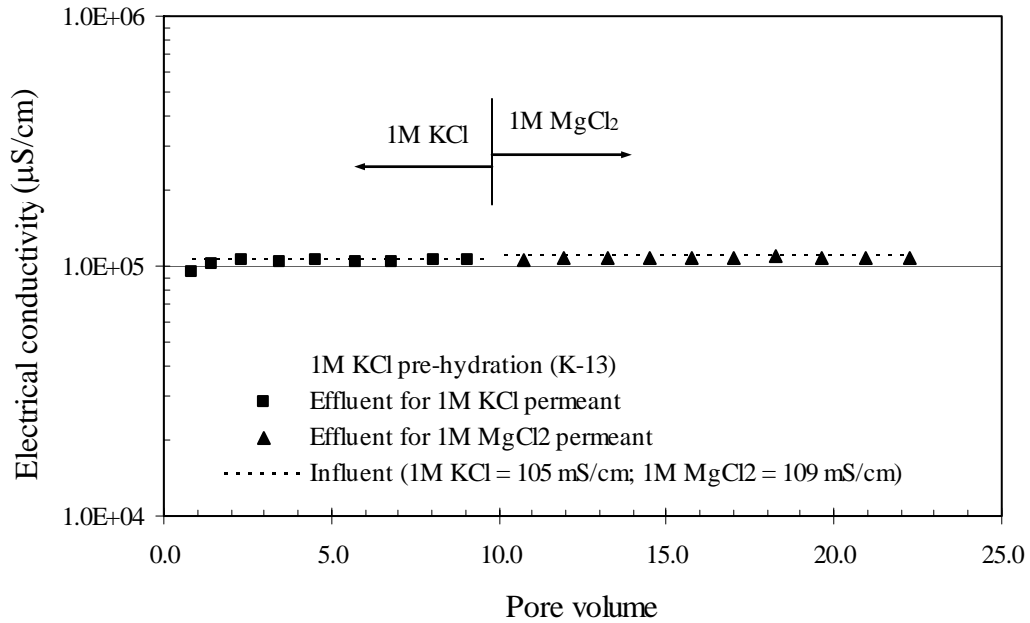 1.0E+06
1M KCl
1M MgCl2
Electrical conductivity (µS/cm)
1.0E+05
1M KCl pre-hydration (K-13)
Effluent for 1M KCl permeant
Effluent for 1M MgCl2 permeant
Influent (1M KCl = 105 mS/cm; 1M MgCl2 = 109 mS/cm)
1.0E+04
0.0 5.0 10.0 15.0 20.0 25.0
Pore volume